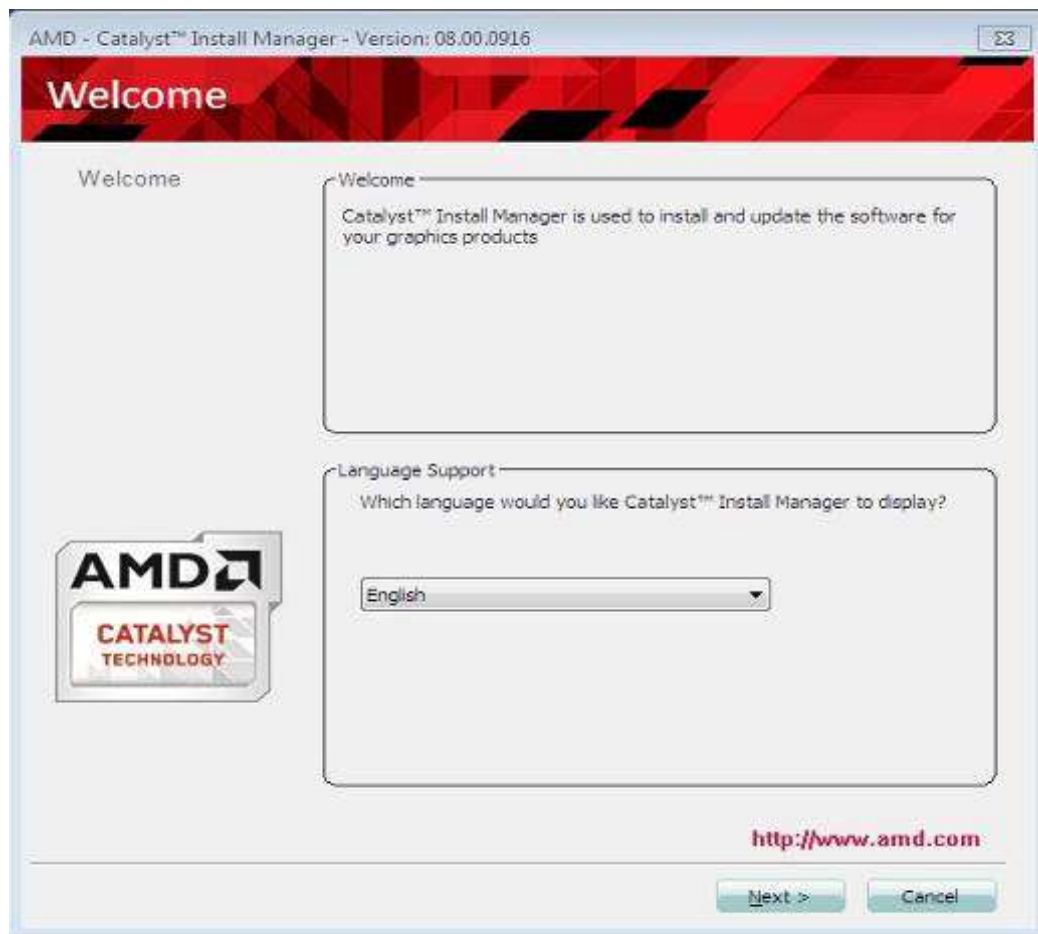 AMD - Catalyst™ Install Manager - Version: 08.00.0916
Welcome
Welcome
Welcome
Catalyst™ Install Manager is used to install and update the software for
your graphics products
Language Support
Which language would you like Catalyst™ Install Manager to display?
English
AMD
CATALYST
TECHNOLOGY
http://www.amd.com
Next >
Cancel